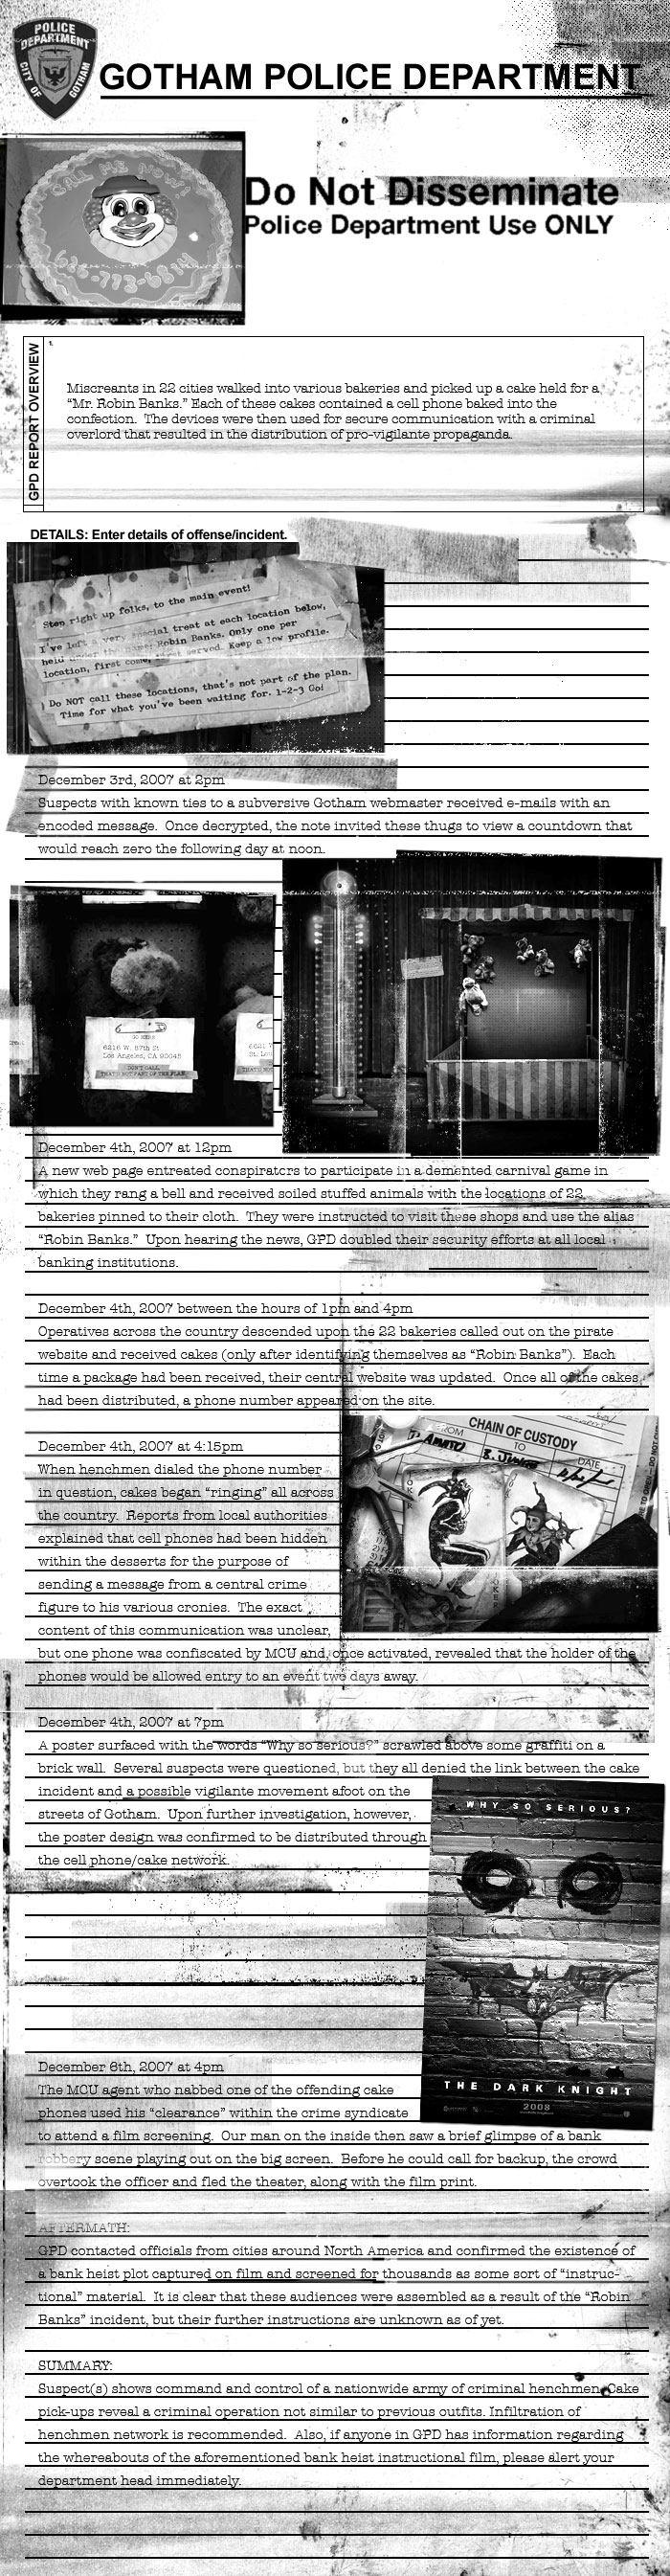 POLICE
DEPARTMENT
CITY OF GOTHAM
GOTHAM POLICE DEPARTMENT
CALL ME NOW!
Do Not Disseminate
Police Department Use ONLY
GPD REPORT OVERVIEW
1.
Miscreants in 22 cities walked into various bakeries and picked up a cake held for a
“Mr. Robin Banks.” Each of these cakes contained a cell phone baked into the
confection. The devices were then used for secure communication with a criminal
overlord that resulted in the distribution of pro-vigilante propaganda.
DETAILS: Enter details of offense/incident.
Step right up folks, to the main event!
I've left a very special treat at each location below,
held under the name: Robin Banks. Only one per
location, first come, first served. Keep a low profile.
Do NOT call these locations, that's not part of the plan.
Time for what you've been waiting for. 1-2-3 Go!
December 3rd, 2007 at 2pm
Suspects with known ties to a subversive Gotham webmaster received e-mails with an
encoded message. Once decrypted, the note invited these thugs to view a countdown that
would reach zero the following day at noon.
GO HERE
6216 W. 87th St
Los Angeles, CA 90045
DON'T CALL.
THAT'S NOT PART OF THE PLAN.
December 4th, 2007 at 12pm
A new web page entreated conspirators to participate in a demented carnival game in
which they rang a bell and received soiled stuffed animals with the locations of 22
bakeries pinned to their cloth. They were instructed to visit these shops and use the alias
“Robin Banks.” Upon hearing the news, GPD doubled their security efforts at all local
banking institutions.
December 4th, 2007 between the hours of 1pm and 4pm
Operatives across the country descended upon the 22 bakeries called out on the pirate
website and received cakes (only after identifying themselves as “Robin Banks”). Each
time a package had been received, their central website was updated. Once all of the cakes
had been distributed, a phone number appeared on the site.
CHAIN OF CUSTODY
FROM
TO
DATE
JOKER
December 4th, 2007 at 4:15pm
When henchmen dialed the phone number
in question, cakes began “ringing” all across
the country. Reports from local authorities
explained that cell phones had been hidden
within the desserts for the purpose of
sending a message from a central crime
figure to his various cronies. The exact
content of this communication was unclear,
but one phone was confiscated by MCU and, once activated, revealed that the holder of the
phones would be allowed entry to an event two days away.
December 4th, 2007 at 7pm
A poster surfaced with the words “Why so serious?” scrawled above some graffiti on a
brick wall. Several suspects were questioned, but they all denied the link between the cake
incident and a possible vigilante movement afoot on the
streets of Gotham. Upon further investigation, however,
the poster design was confirmed to be distributed through
the cell phone/cake network.
WHY SO SERIOUS?
THE DARK KNIGHT
2008
December 6th, 2007 at 4pm
The MCU agent who nabbed one of the offending cake
phones used his “clearance” within the crime syndicate
to attend a film screening. Our man on the inside then saw a brief glimpse of a bank
robbery scene playing out on the big screen. Before he could call for backup, the crowd
overtook the officer and fled the theater, along with the film print.
AFTERMATH:
GPD contacted officials from cities around North America and confirmed the existence of
a bank heist plot captured on film and screened for thousands as some sort of “instruc-
tional” material. It is clear that these audiences were assembled as a result of the “Robin
Banks” incident, but their further instructions are unknown as of yet.
SUMMARY:
Suspect(s) shows command and control of a nationwide army of criminal henchmen. Cake
pick-ups reveal a criminal operation not similar to previous outfits. Infiltration of
henchmen network is recommended. Also, if anyone in GPD has information regarding
the whereabouts of the aforementioned bank heist instructional film, please alert your
department head immediately.